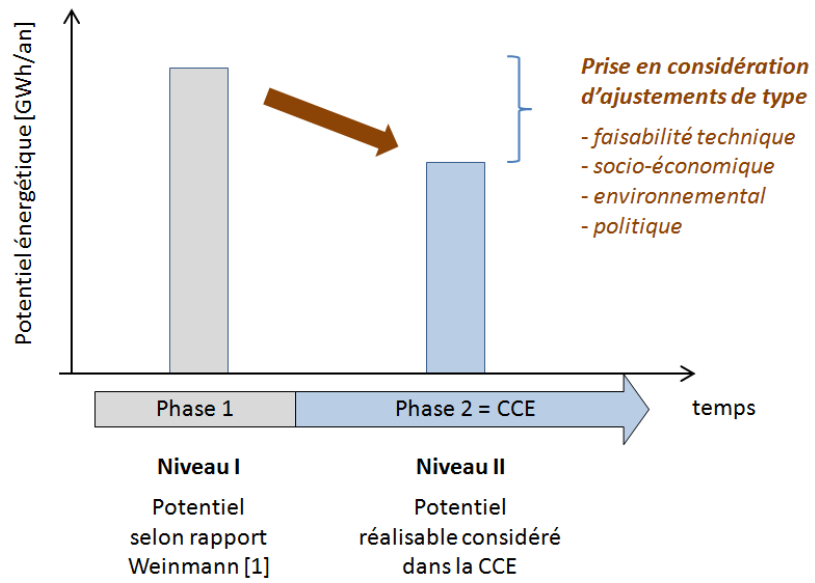 Potentiel énergétique [GWh/an]
Prise en considération
d'ajustements de type
- faisabilité technique
- socio-économique
- environnemental
- politique
Phase 1
Phase 2 = CCE
temps
Niveau I
Potentiel
selon rapport
Weinmann [1]
Niveau II
Potentiel
réalisable considéré
dans la CCE